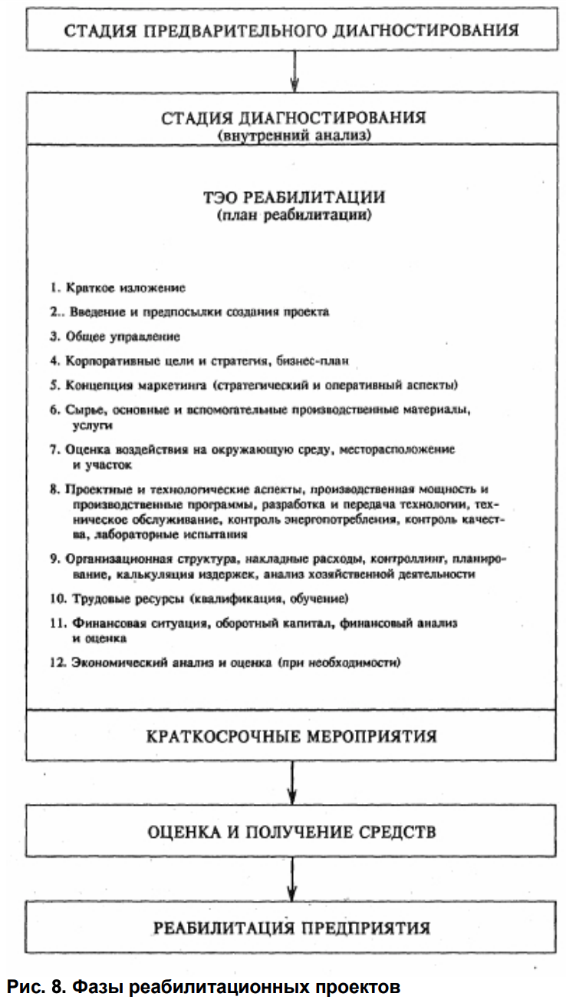 СТАДИЯ ПРЕДВАРИТЕЛЬНОГО ДИАГНОСТИРОВАНИЯ
СТАДИЯ ДИАГНОСТИРОВАНИЯ
(внутренний анализ)
ТЭО РЕАБИЛИТАЦИИ
(план реабилитации)
1. Краткое изложение
2.. Введение и предпосылки создания проекта
3. Общее управление
4. Корпоративные цели и стратегия, бизнес-план
5. Концепция маркетинга (стратегический и оперативный аспекты)
6. Сырье, основные и вспомогательные производственные материалы,
услуги
7. Оценка воздействия на окружающую среду, месторасположение
и участок
8. Проектные и технологические аспекты, производственная мощность и
производственные программы, разработка и передача технологии, тех-
ническое обслуживание, контроль энергопотребления, контроль качест-
ва, лабораторные испытания
9. Организационная структура, накладные расходы, контроллинг, планиро-
вание, калькуляция издержек, анализ хозяйственной деятельности
10. Трудовые ресурсы (квалификация, обучение)
11. Финансовая ситуация, оборотный капитал, финансовый анализ
и оценка
12. Экономический анализ и оценка (при необходимости)
КРАТКОСРОЧНЫЕ МЕРОПРИЯТИЯ
ОЦЕНКА И ПОЛУЧЕНИЕ СРЕДСТВ
РЕАБИЛИТАЦИЯ ПРЕДПРИЯТИЯ
Рис. 8. Фазы реабилитационных проектов